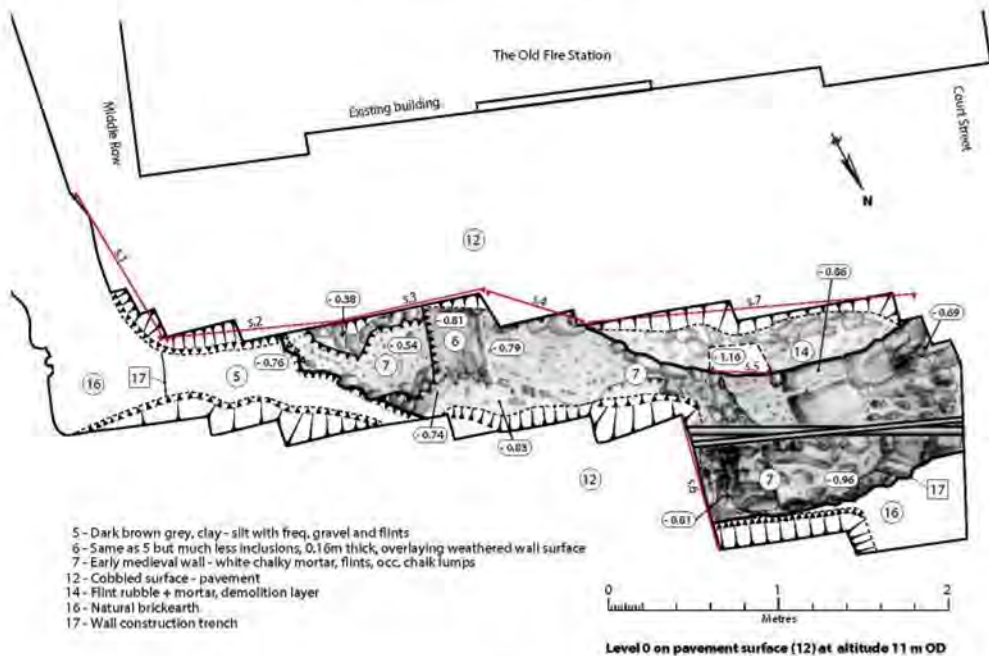 The Old Fire Station
Existing building
Middle Row
Court Street
N
s.1
12
- 0.86
s.3
s.4
s.7
- 0.38
s.2
- 0.81
- 0.69
6
- 0.54
- 0.79
14
- 1.16
- 0.76
7
7
s.5
17
5
16
- 0.74
- 0.83
12
s.6
7
- 0.96
17
- 0.81
16
5 - Dark brown grey, clay - silt with freq, gravel and flints
6 - Same as 5 but much less inclusions, 0.16m thick, overlaying weathered wall surface
7 - Early medieval wall - white chalky mortar, flints, occ. chalk lumps
12 - Cobbled surface - pavement
14 - Flint rubble + mortar, demolition layer
16 - Natural brickearth
17 - Wall construction trench
0 1 2
Metres
Level 0 on pavement surface (12) at altitude 11 m OD